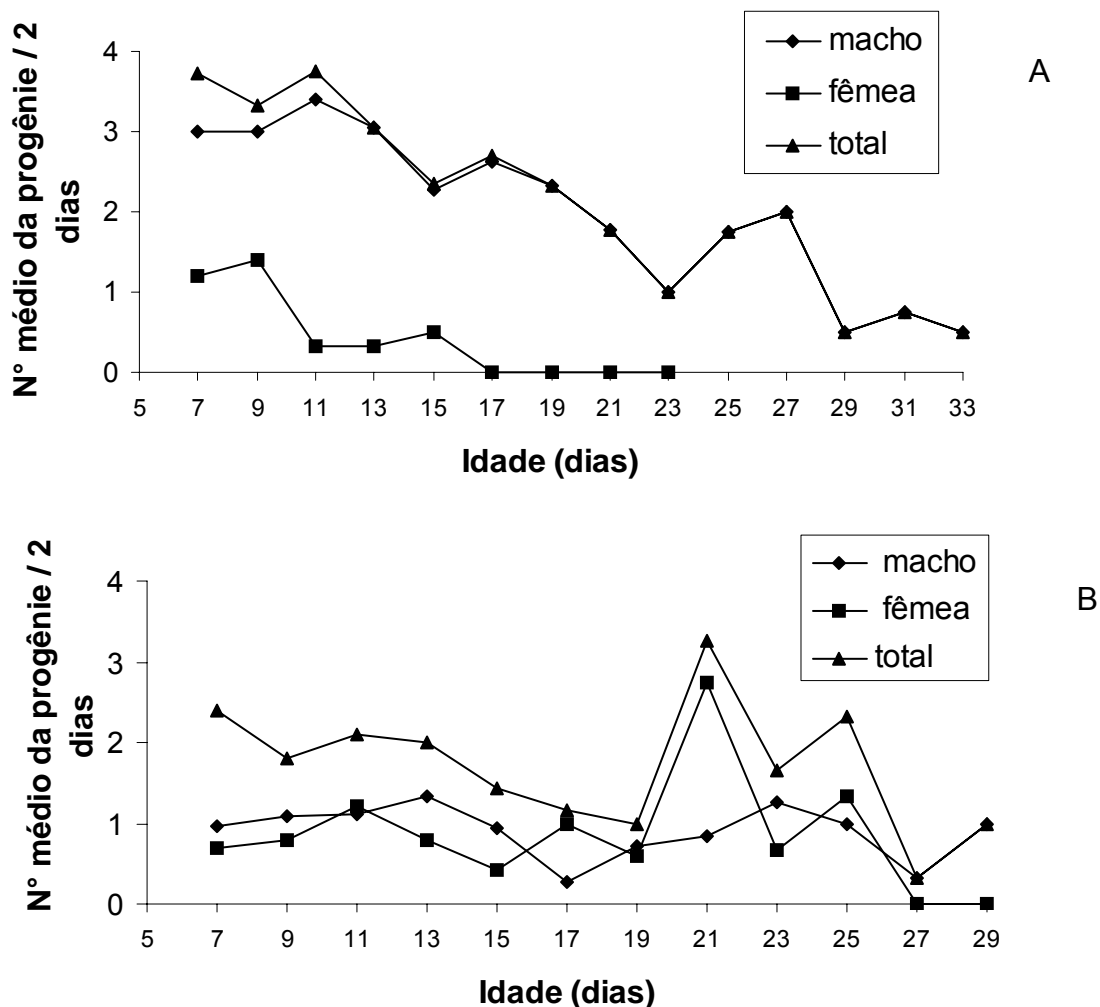 N° médio da progênie / 2
dias
4
3
2
1
0
macho
fêmea
total
A
5 7 9 11 13 15 17 19 21 23 25 27 29 31 33
Idade (dias)
N° médio da progênie / 2
dias
4
3
2
1
0
macho
fêmea
total
B
5 7 9 11 13 15 17 19 21 23 25 27 29
Idade (dias)